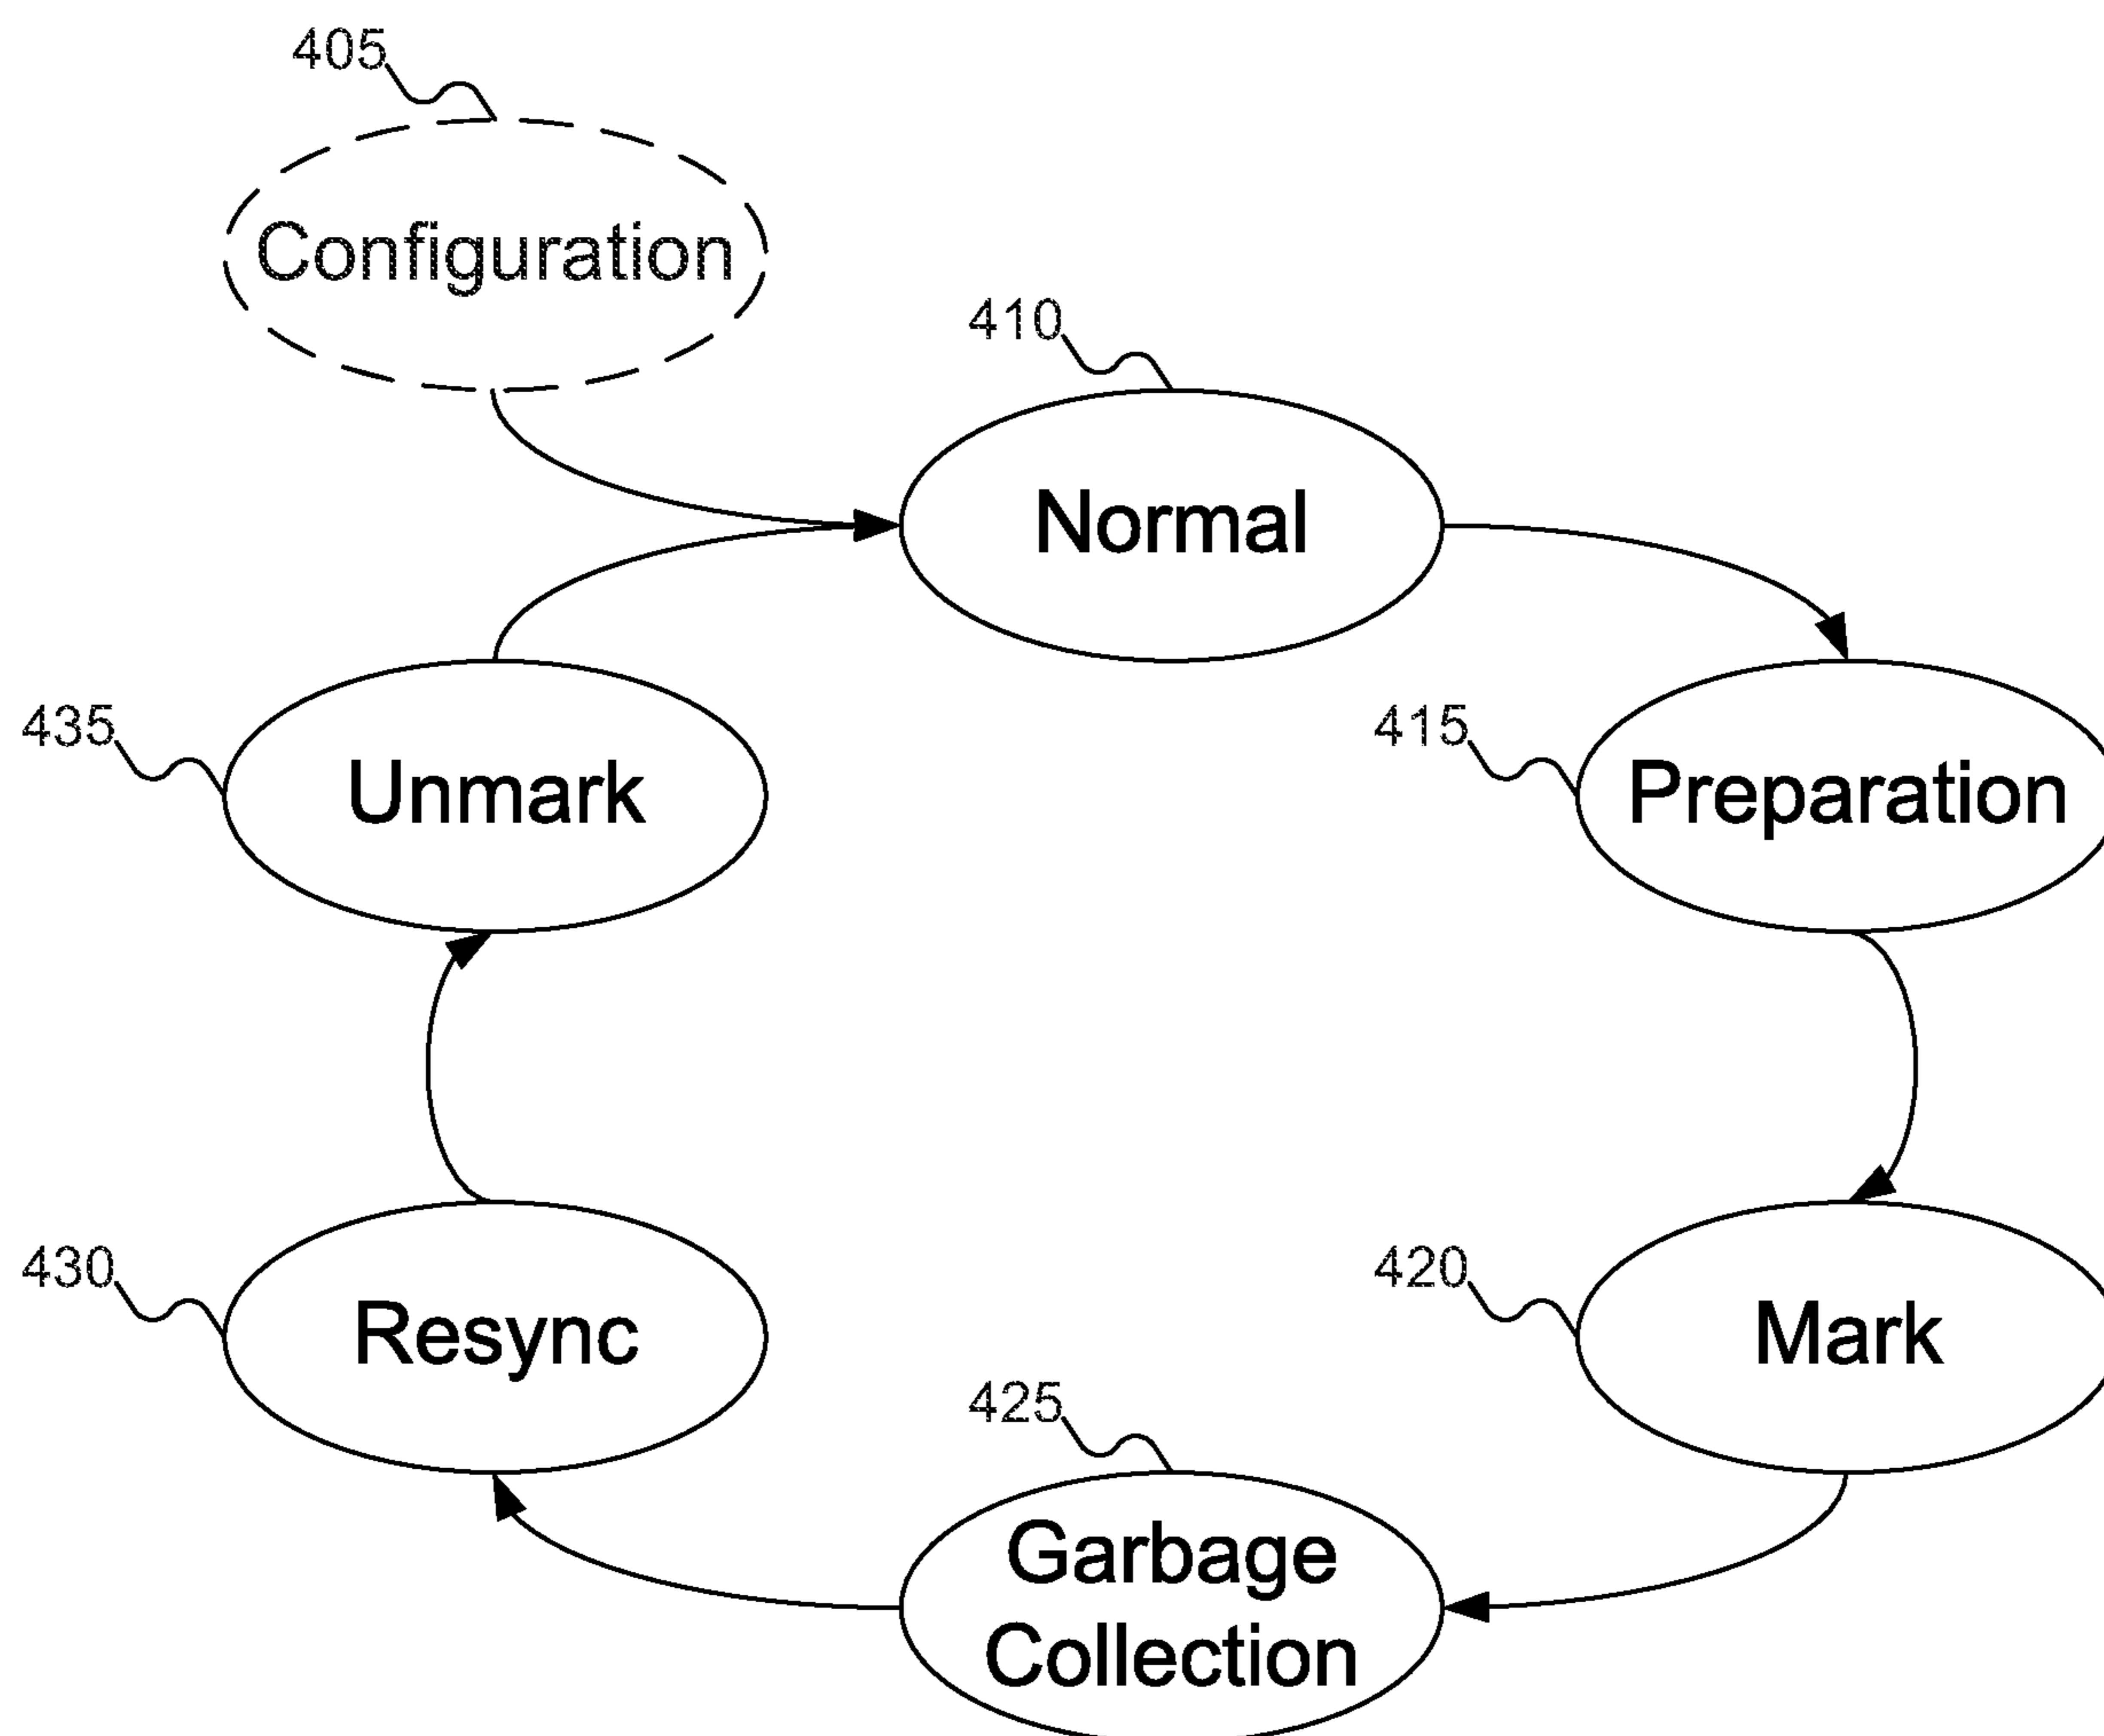 405
Configuration
410
Normal
435
Unmark
415
Preparation
430
Resync
420
Mark
425
Garbage
Collection